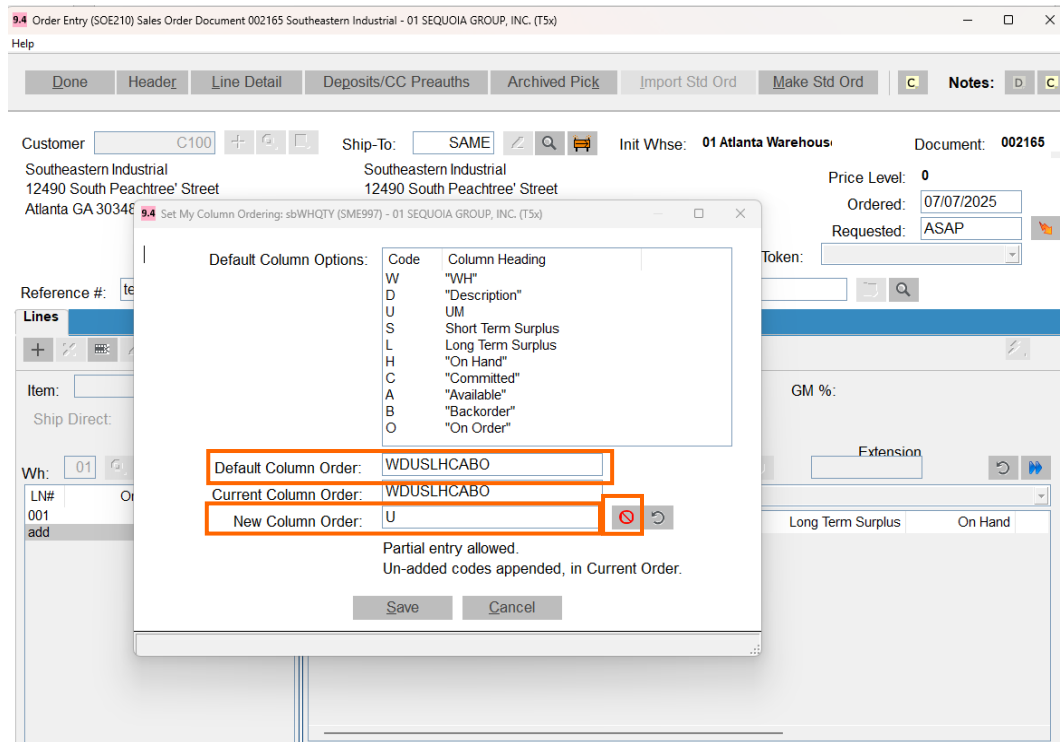 9.4 Order Entry (SOE210) Sales Order Document 002165 Southeastern Industrial - 01 SEQUOIA GROUP, INC. (T5x)
Help
Done Header Line Detail Deposits/CC Preauths Archived Pick Import Std Ord Make Std Ord C. Notes: D C
Customer C100 Ship-To: SAME Init Whse: 01 Atlanta Warehous Document: 002165
Southeastern Industrial Southeastern Industrial Price Level: 0
12490 South Peachtree' Street 12490 South Peachtree' Street Ordered: 07/07/2025
Atlanta GA 30348
Requested: ASAP
Token:
Reference #: te
Lines
Item: GM %:
Ship Direct:
Extension
Wh: 01
LN# Or
001 Long Term Surplus On Hand
add
9.4 Set My Column Ordering: sbWHQTY (SME997) - 01 SEQUOIA GROUP, INC. (T5x)
Default Column Options: Code Column Heading
W "WH"
D "Description"
U UM
S Short Term Surplus
L Long Term Surplus
H "On Hand"
C "Committed"
A "Available"
B "Backorder"
O "On Order"
Default Column Order: WDUSLHCABO
Current Column Order: WDUSLHCABO
New Column Order: U
Partial entry allowed.
Un-added codes appended, in Current Order.
Save Cancel